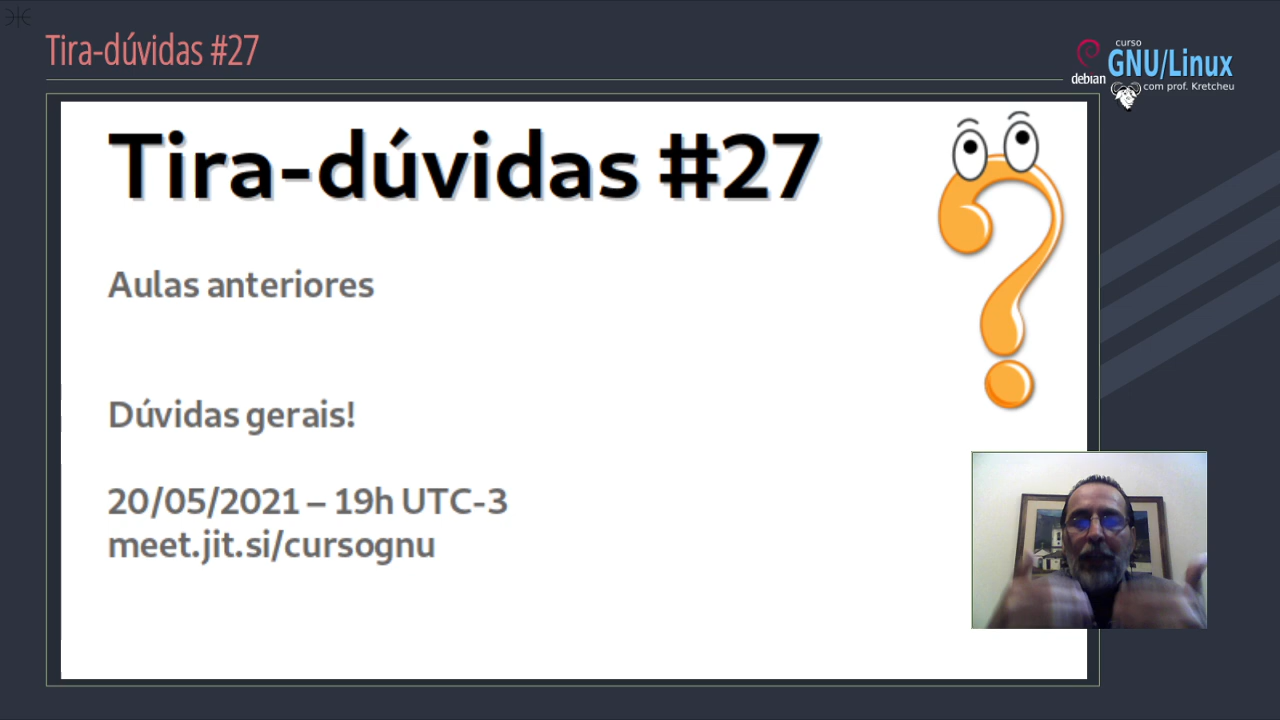 Tira-dúvidas #27
curso
GNU/Linux
debian
com prof. Kretcheu
Tira-dúvidas #27
Aulas anteriores
Dúvidas gerais!
20/05/2021 – 19h UTC-3
meet.jit.si/cursognu